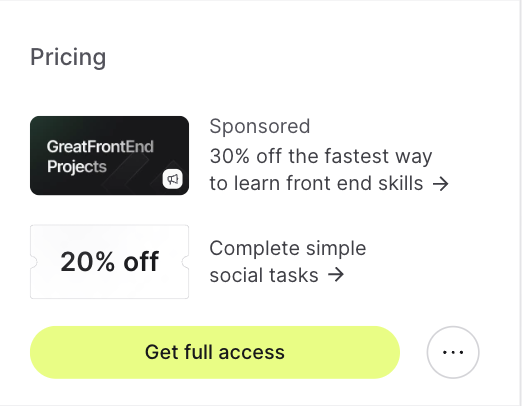 Pricing
GreatFrontEnd
Projects
Sponsored
30% off the fastest way
to learn front end skills →
20% off
Complete simple
social tasks →
Get full access